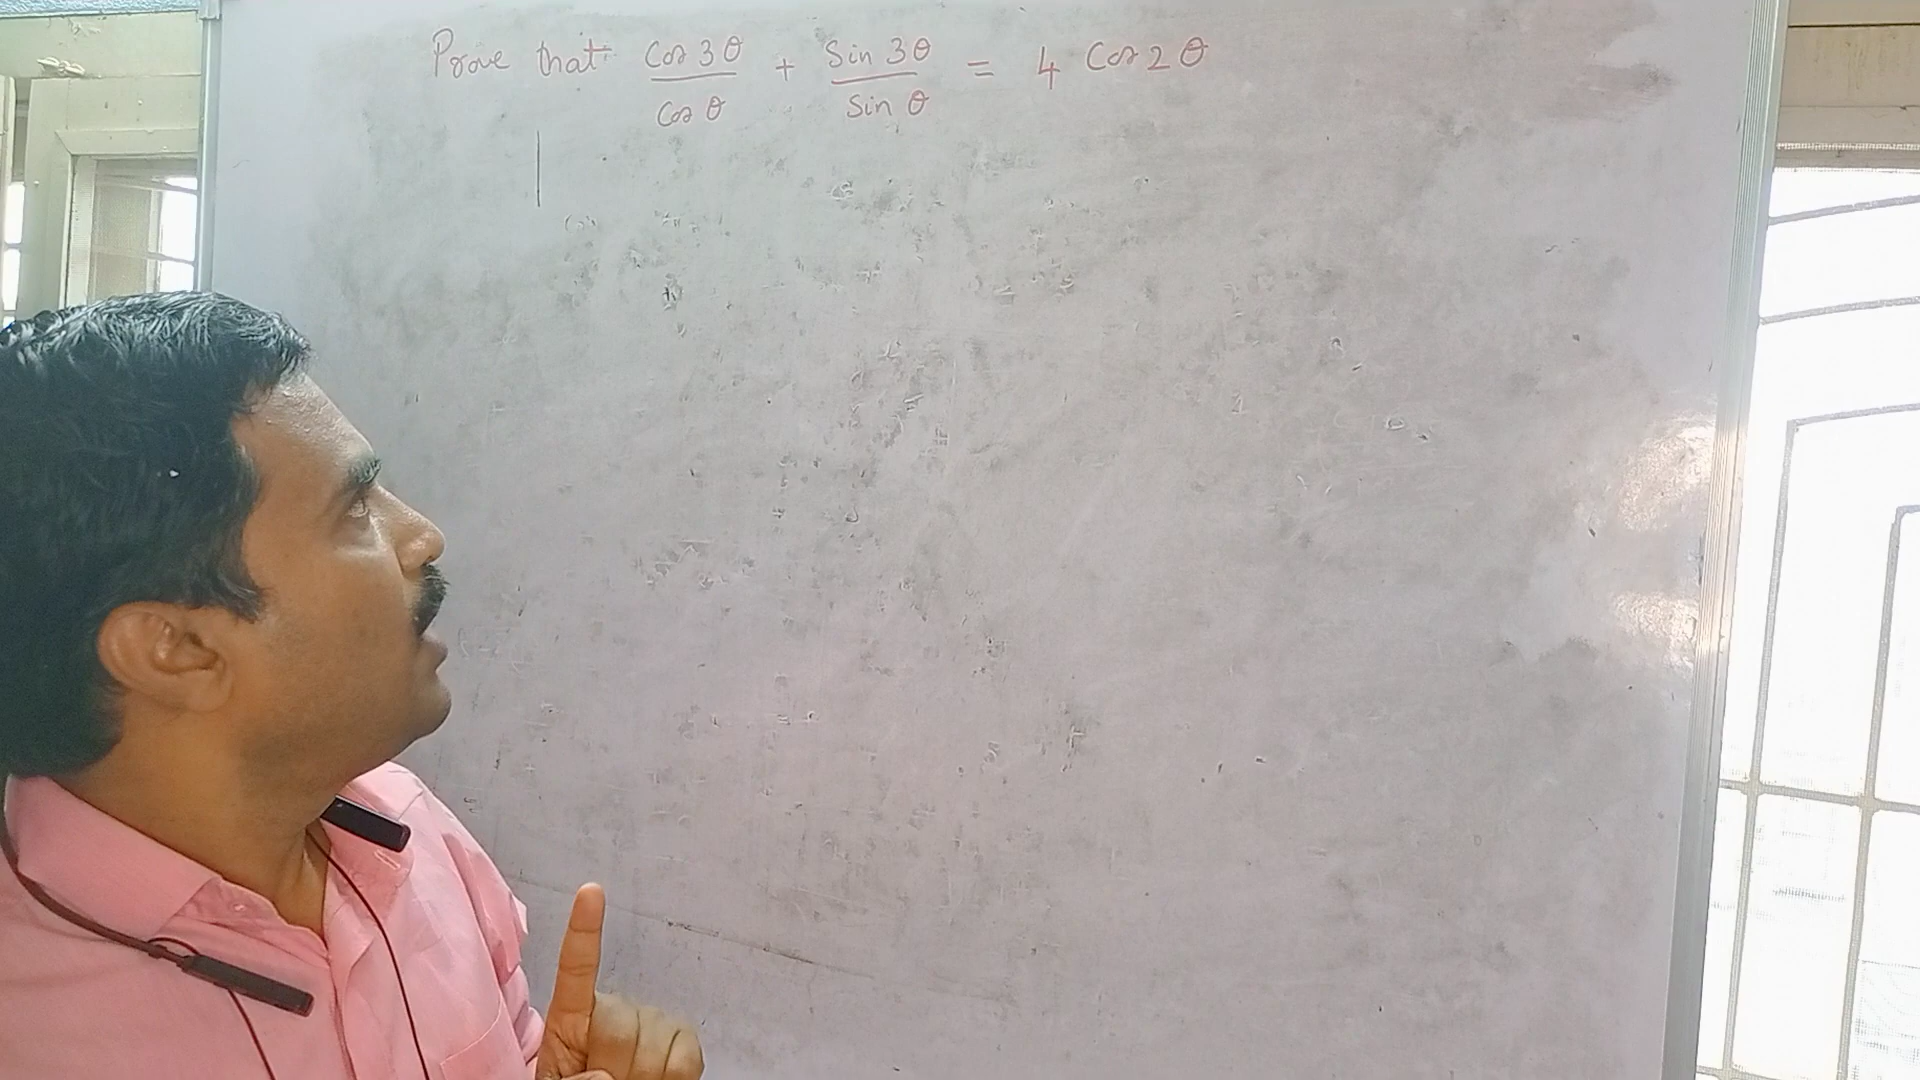 Prove that Cos 3θ / Cos θ + Sin 3θ / Sin θ = 4 Cos 2θ